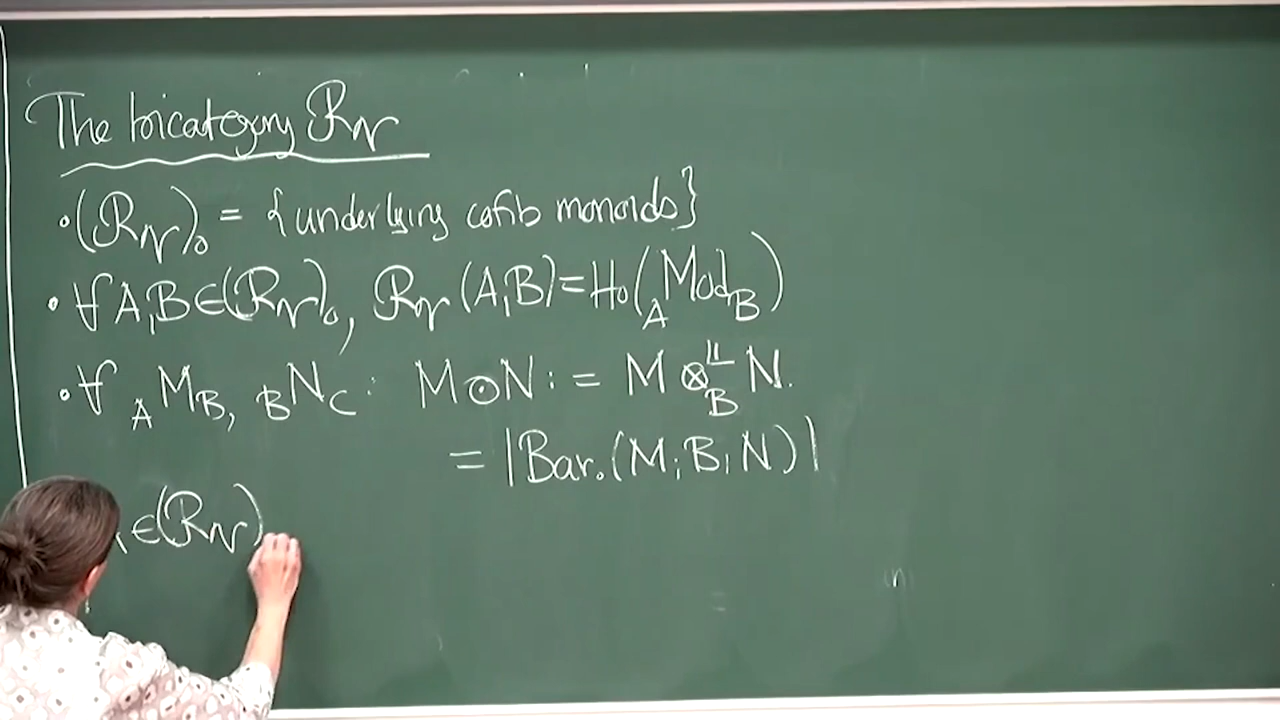 The bicategory R_𝒱
• (R_𝒱)₀ = {underlying cofib monoids}
• ∀ A,B ∈ (R_𝒱)₀, R_𝒱 (A,B) = Ho(_A Mod_B)
• ∀ _A M_B, _B N_C : M ⊙ N := M ⊗_B^𝕃 N.
= |Bar.(M;B;N)|
∈ (R_𝒱)